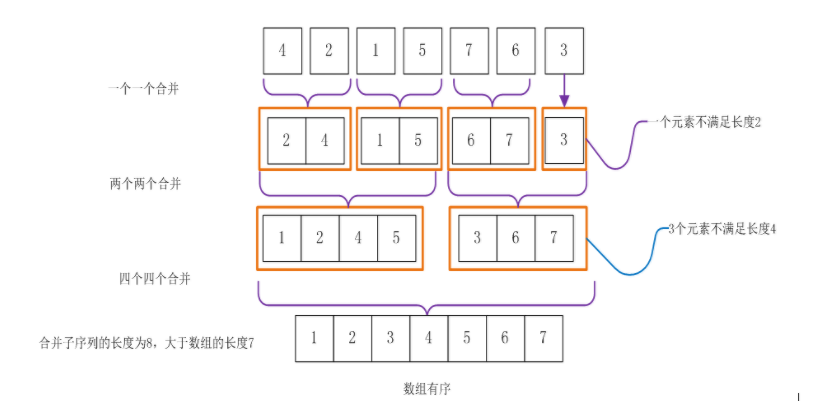 4 2 1 5 7 6 3
一个一个合并
2 4 1 5 6 7 3
一个元素不满足长度2
两个两个合并
1 2 4 5 3 6 7
3个元素不满足长度4
四个四个合并
合并子序列的长度为8，大于数组的长度7
1 2 3 4 5 6 7
数组有序